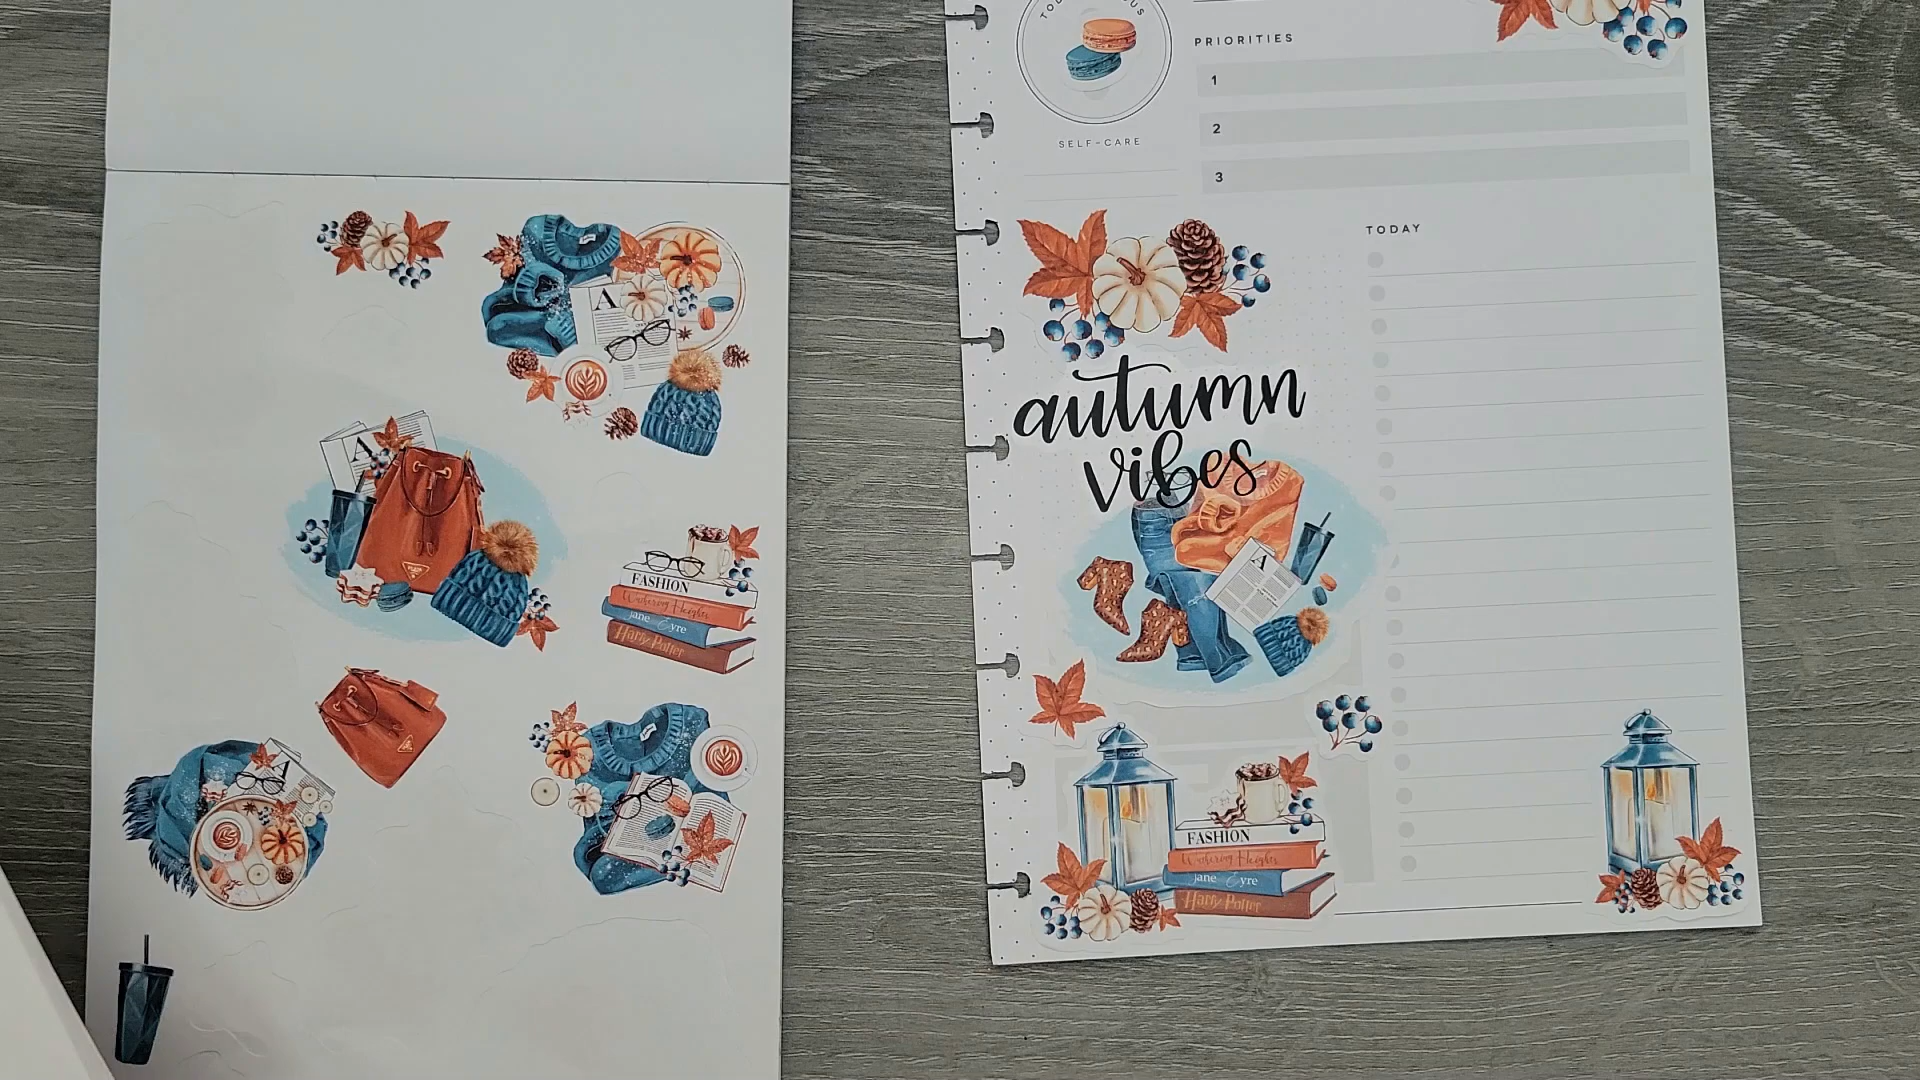 A
A
FASHION
Wuthering Heights
Jane Eyre
Harry Potter
A
PRIORITIES
1
2
3
SELF-CARE
TODAY
autumn
vibes
A
FASHION
Wuthering Heights
Jane Eyre
Harry Potter